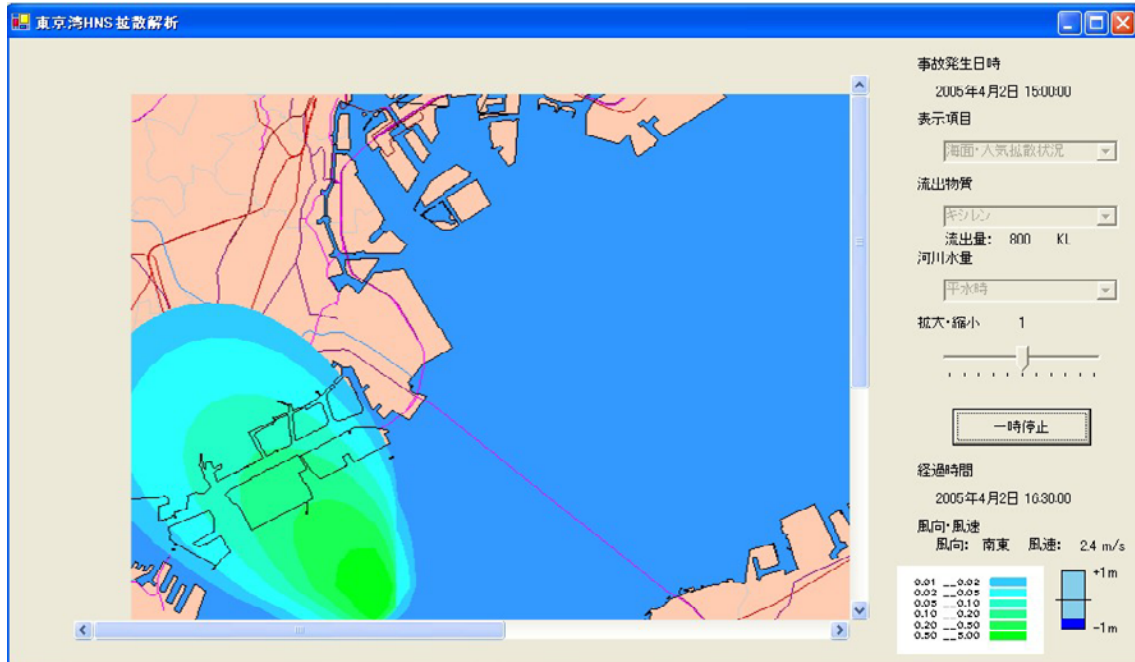 東京湾HNS拡散解析
事故発生日時
2005年4月2日 15:00:00
表示項目
海面・大気拡散状況
流出物質
キシレン
流出量: 800 KL
河川水量
平水時
拡大・縮小 1
一時停止
経過時間
2005年4月2日 16:30:00
風向・風速
風向: 南東 風速: 2.4 m/s
0.01 __0.02
0.02 __0.05
0.05 __0.10
0.10 __0.20
0.20 __0.50
0.50 __5.00
+1m
-1m